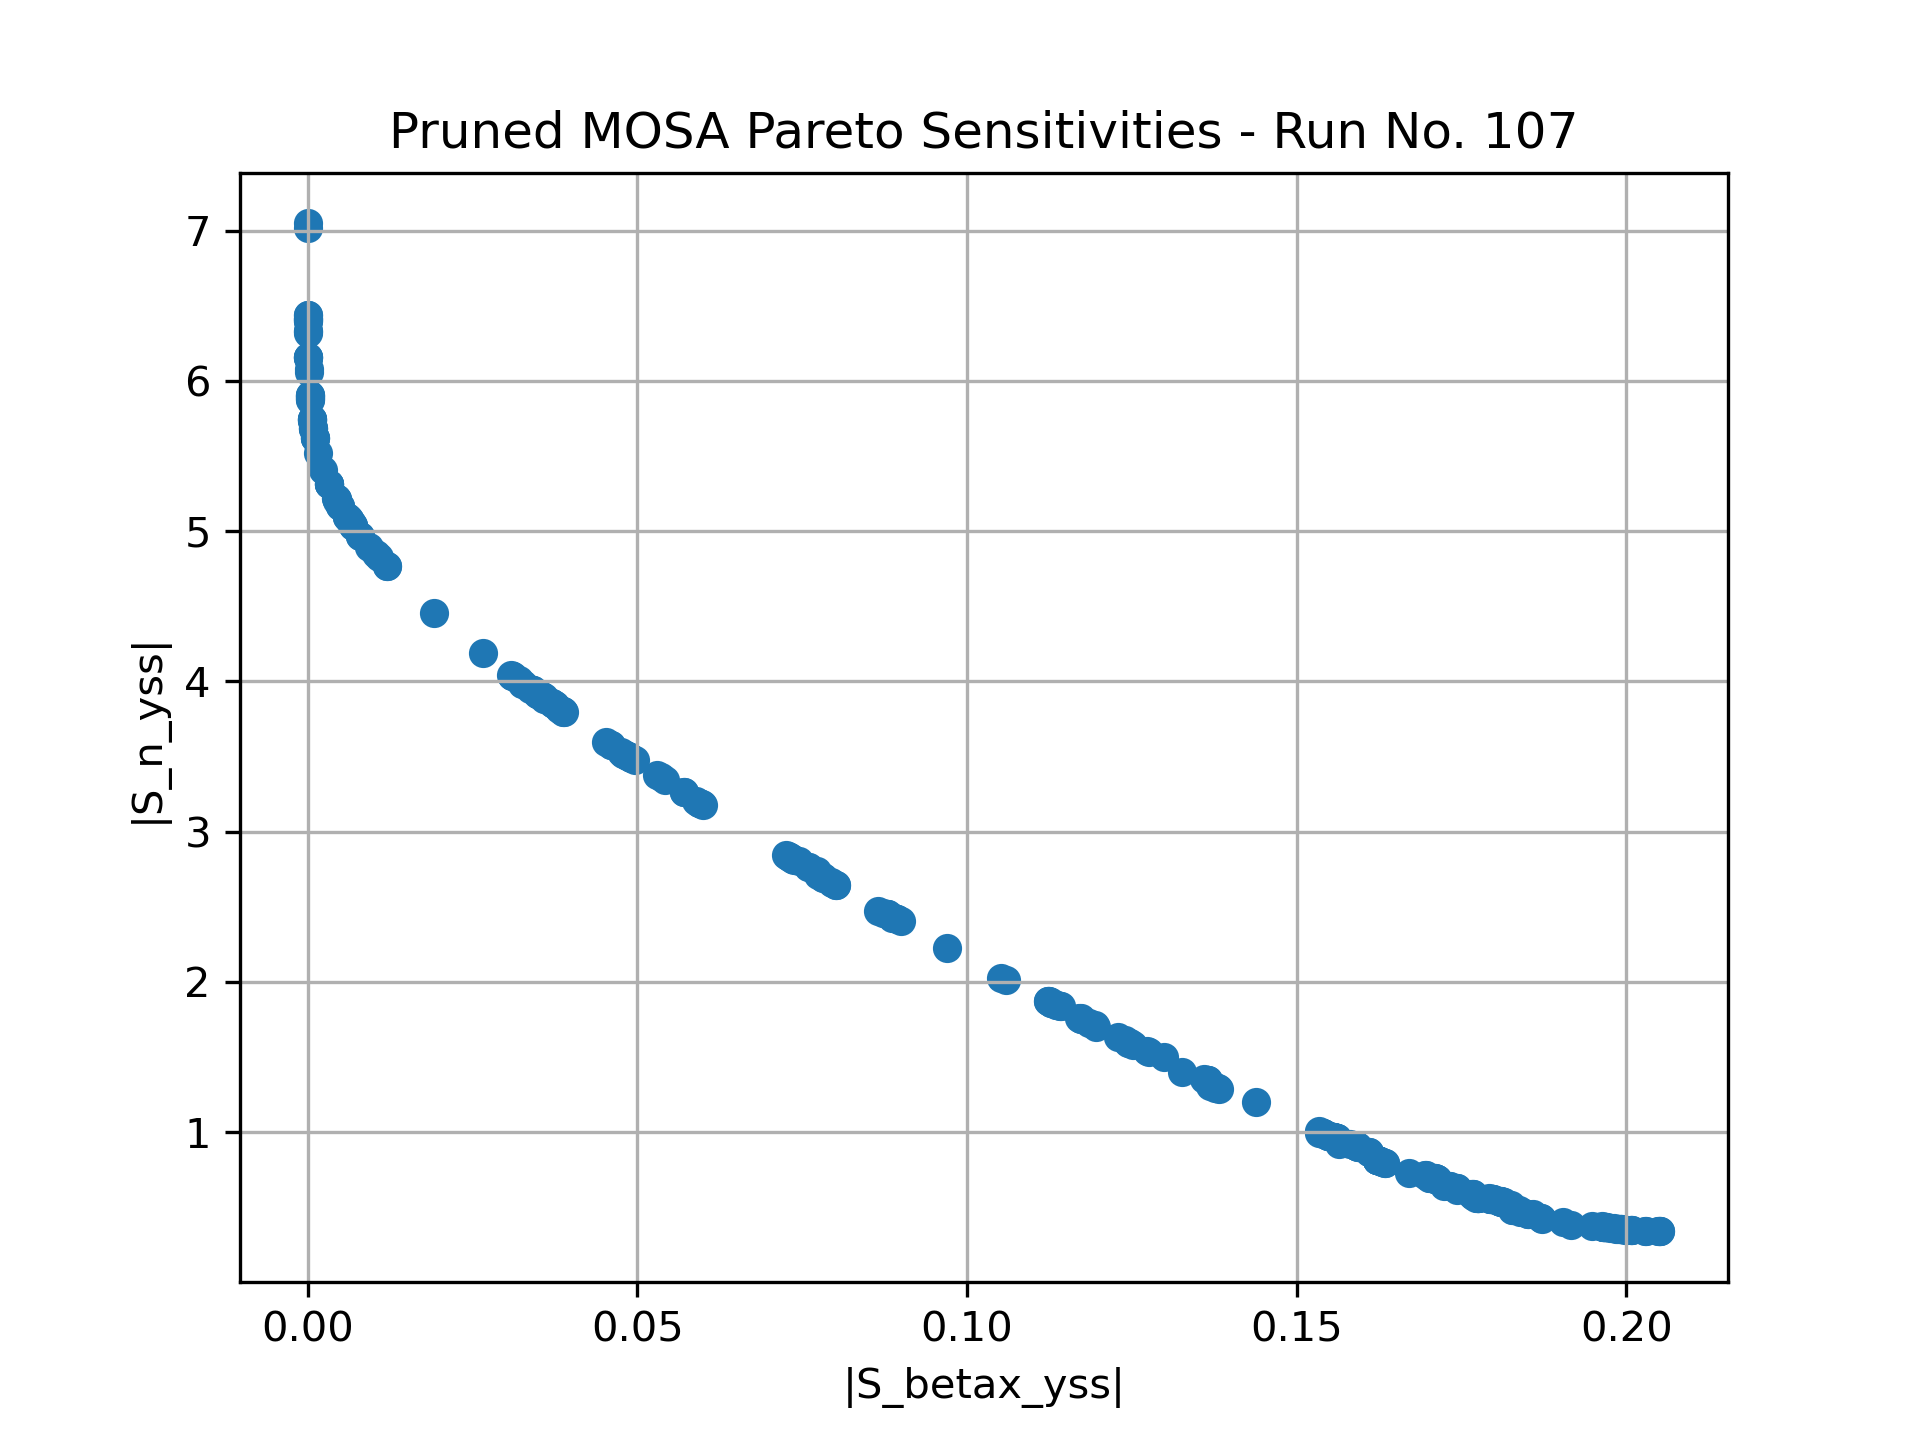 Pruned MOSA Pareto Sensitivities - Run No. 107
7
6
5
4
3
2
1
|S_n_yss|
0.00 0.05 0.10 0.15 0.20
|S_betax_yss|